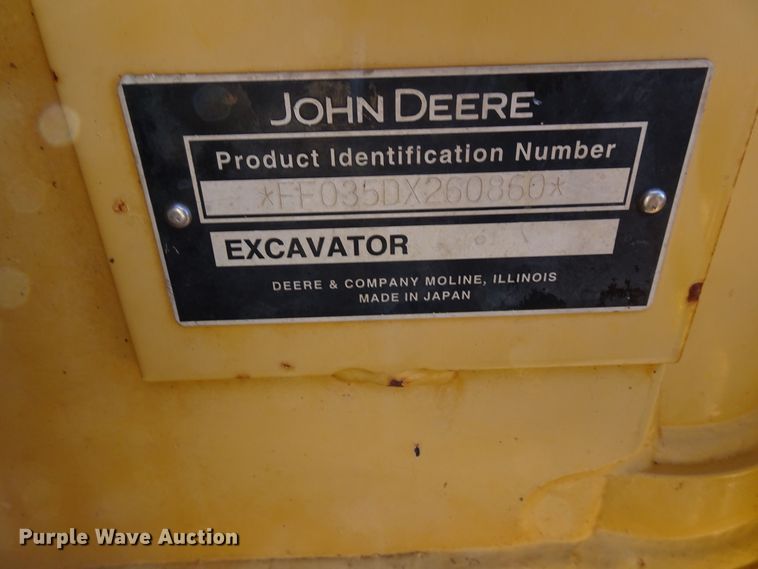 JOHN DEERE
Product Identification Number
*FF035DX260860*
EXCAVATOR
DEERE & COMPANY MOLINE, ILLINOIS
MADE IN JAPAN
Purple Wave Auction